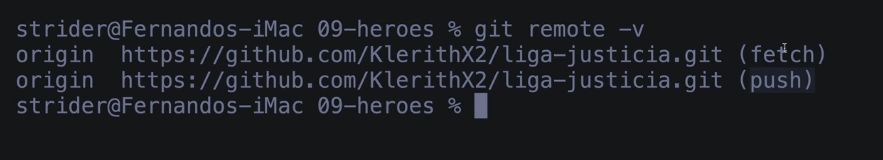 strider@Fernandos-iMac 09-heroes % git remote -v
origin  https://github.com/KlerithX2/liga-justicia.git (fetch)
origin  https://github.com/KlerithX2/liga-justicia.git (push)
strider@Fernandos-iMac 09-heroes %